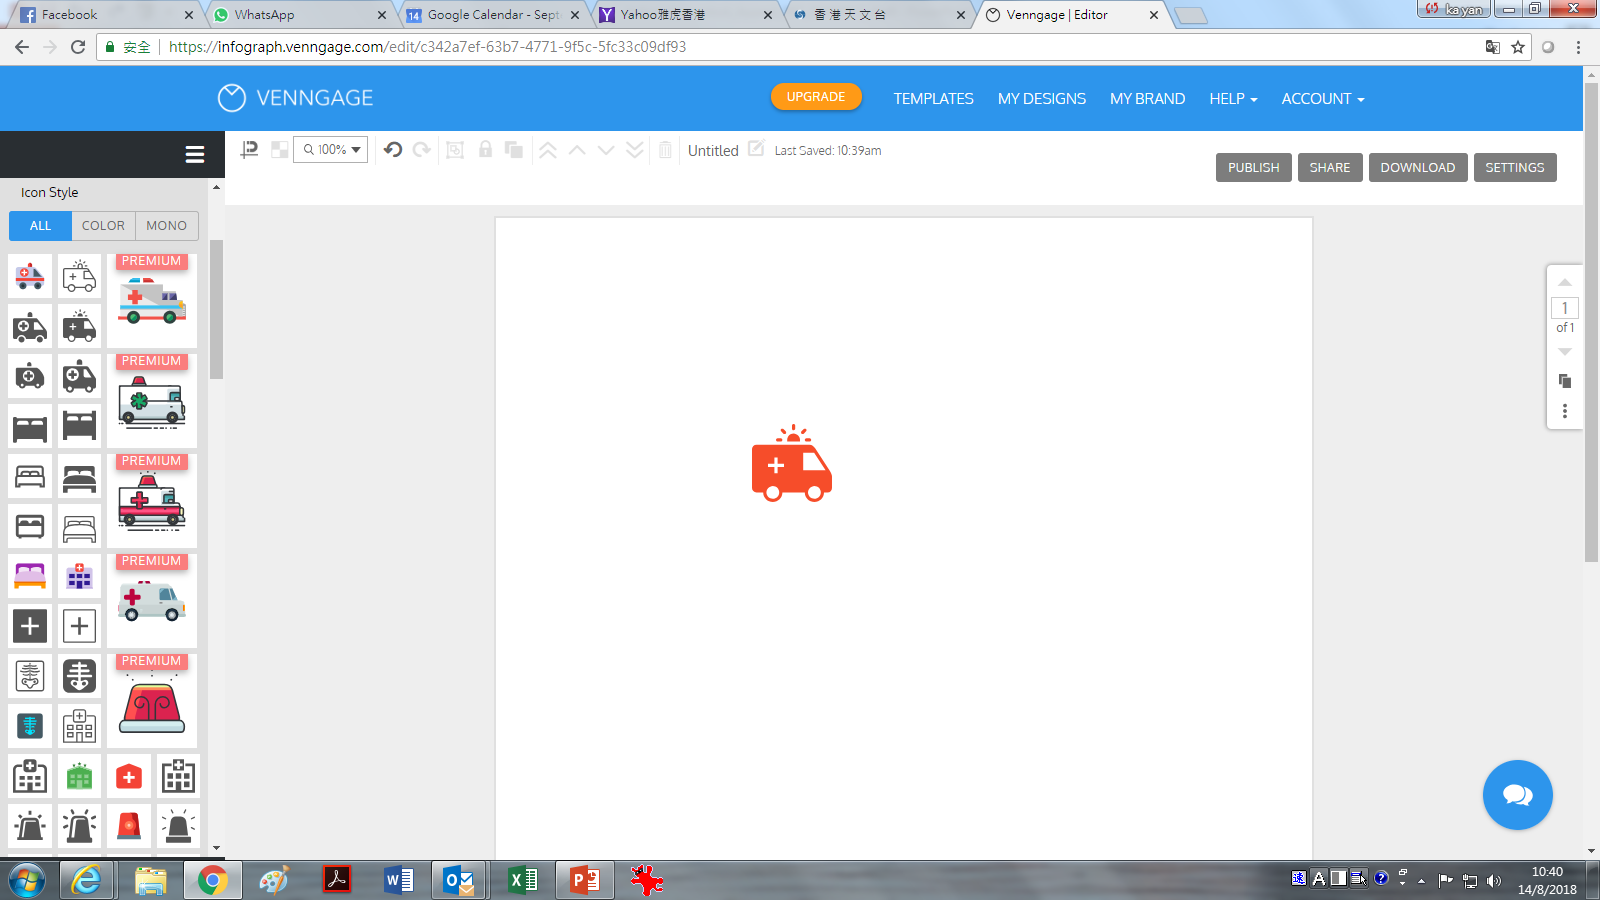 Facebook
WhatsApp
Google Calendar - Sept
Yahoo雅虎香港
香 港 天 文 台
Venngage | Editor
ka yan
安全
https://infograph.venngage.com/edit/c342a7ef-63b7-4771-9f5c-5fc33c09df93
VENNGAGE
UPGRADE
TEMPLATES
MY DESIGNS
MY BRAND
HELP
ACCOUNT
100%
Untitled
Last Saved: 10:39am
PUBLISH
SHARE
DOWNLOAD
SETTINGS
Icon Style
ALL
COLOR
MONO
PREMIUM
PREMIUM
PREMIUM
PREMIUM
PREMIUM
1
of 1
10:40
14/8/2018